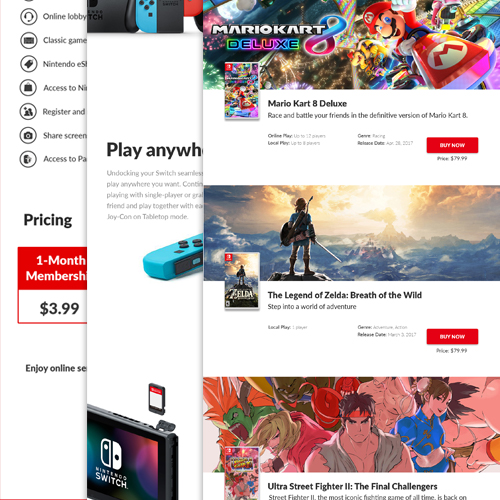 Online lobby
Classic game
Nintendo eSh
Access to Nin
Register and
Share screen
Access to Pa
Pricing
1-Month
Membershi
$3.99
Enjoy online se
SWITCH
Play anywh
Undocking your Switch seamless
play anywhere you want. Contin
playing with single-player or gra
friend and play together with ea
Joy-Con on Tabletop mode.
NINTENDO
SWITCH
MARIOKART 8
DELUXE
Mario Kart 8 Deluxe
Race and battle your friends in the definitive version of Mario Kart 8.
Online Play: Up to 12 players
Local Play: Up to 8 players
Genre: Racing
Release Date: Apr. 28, 2017
BUY NOW
Price: $79.99
ZELDA
The Legend of Zelda: Breath of the Wild
Step into a world of adventure
Local Play: 1 player
Genre: Adventure, Action
Release Date: March 3, 2017
BUY NOW
Price: $79.99
Ultra Street Fighter II: The Final Challengers
Street Fighter II, the most iconic fighting game of all time, is back on